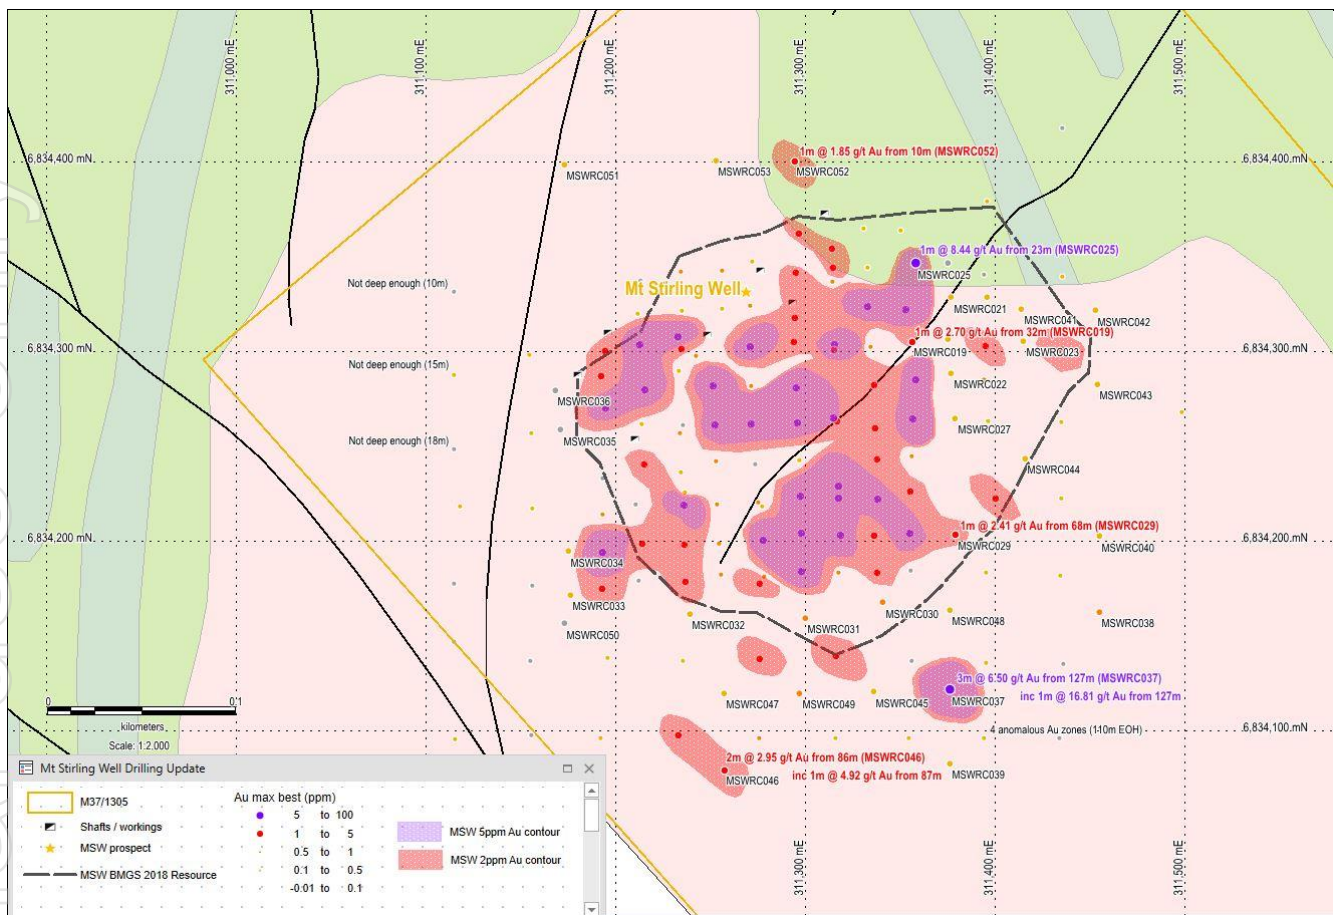 311,000 mE
311,100 mE
311,200 mE
311,300 mE
311,400 mE
311,500 mE
6,834,400 mN
6,834,400 mN
1m @ 1.85 g/t Au from 10m (MSWRC052)
MSWRC051
MSWRC053
MSWRC052
1m @ 8.44 g/t Au from 23m (MSWRC025)
MSWRC025
Not deep enough (10m)
Mt Stirling Well
MSWRC021
MSWRC041
MSWRC042
1m @ 2.70 g/t Au from 32m (MSWRC019)
6,834,300 mN
MSWRC019
MSWRC023
6,834,300 mN
Not deep enough (15m)
MSWRC022
MSWRC043
MSWRC036
MSWRC027
Not deep enough (18m)
MSWRC035
MSWRC044
1m @ 2.41 g/t Au from 68m (MSWRC029)
6,834,200 mN
MSWRC029
MSWRC040
6,834,200 mN
MSWRC034
MSWRC033
MSWRC030
MSWRC048
MSWRC038
MSWRC050
MSWRC032
MSWRC031
3m @ 6.50 g/t Au from 127m (MSWRC037)
inc 1m @ 16.81 g/t Au from 127m
MSWRC047
MSWRC049
MSWRC045
MSWRC037
0 0.1
kilometers
Scale: 1:2,000
4 anomalous Au zones (110m EOH)
6,834,100 mN
2m @ 2.95 g/t Au from 86m (MSWRC046)
inc 1m @ 4.92 g/t Au from 87m
MSWRC046
MSWRC039
Mt Stirling Well Drilling Update
M37/1305
Shafts / workings
MSW prospect
MSW BMGS 2018 Resource
Au max best (ppm)
5 to 100
1 to 5
0.5 to 1
0.1 to 0.5
-0.01 to 0.1
MSW 5ppm Au contour
MSW 2ppm Au contour
311,300 mE
311,400 mE
311,500 mE